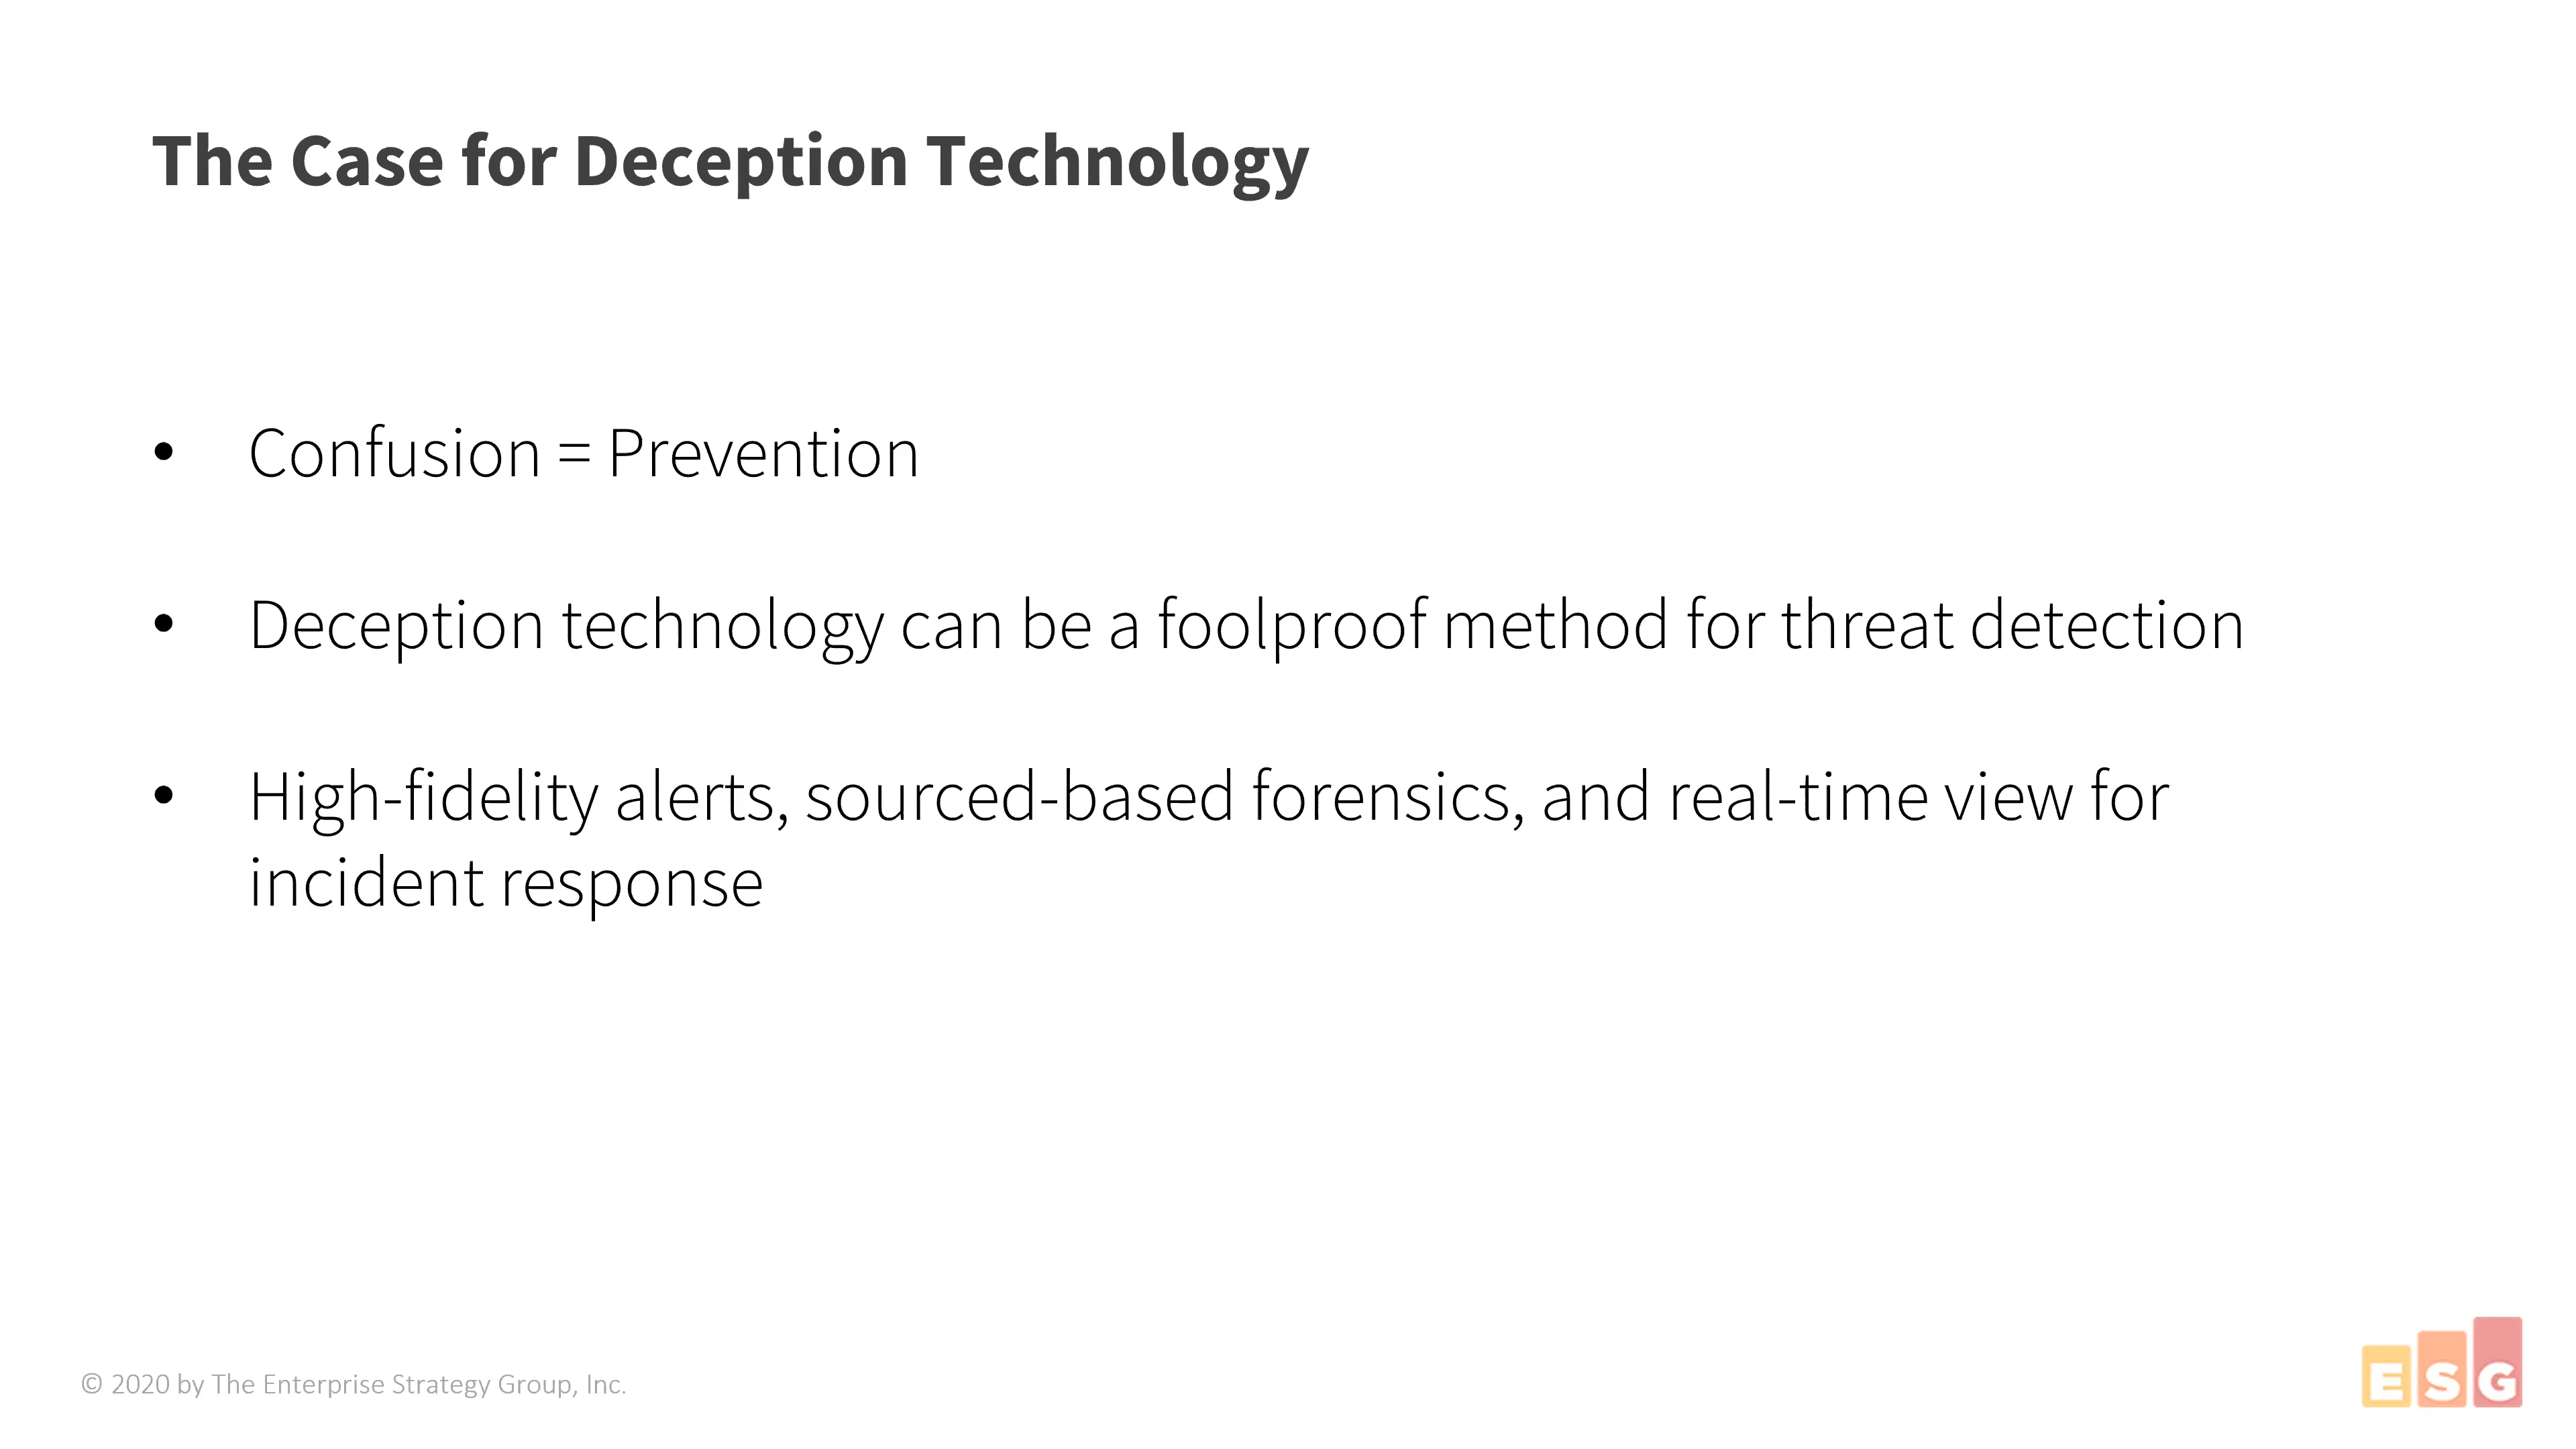 The Case for Deception Technology
• Confusion = Prevention
• Deception technology can be a foolproof method for threat detection
• High-fidelity alerts, sourced-based forensics, and real-time view for
incident response
© 2020 by The Enterprise Strategy Group, Inc.
ESG